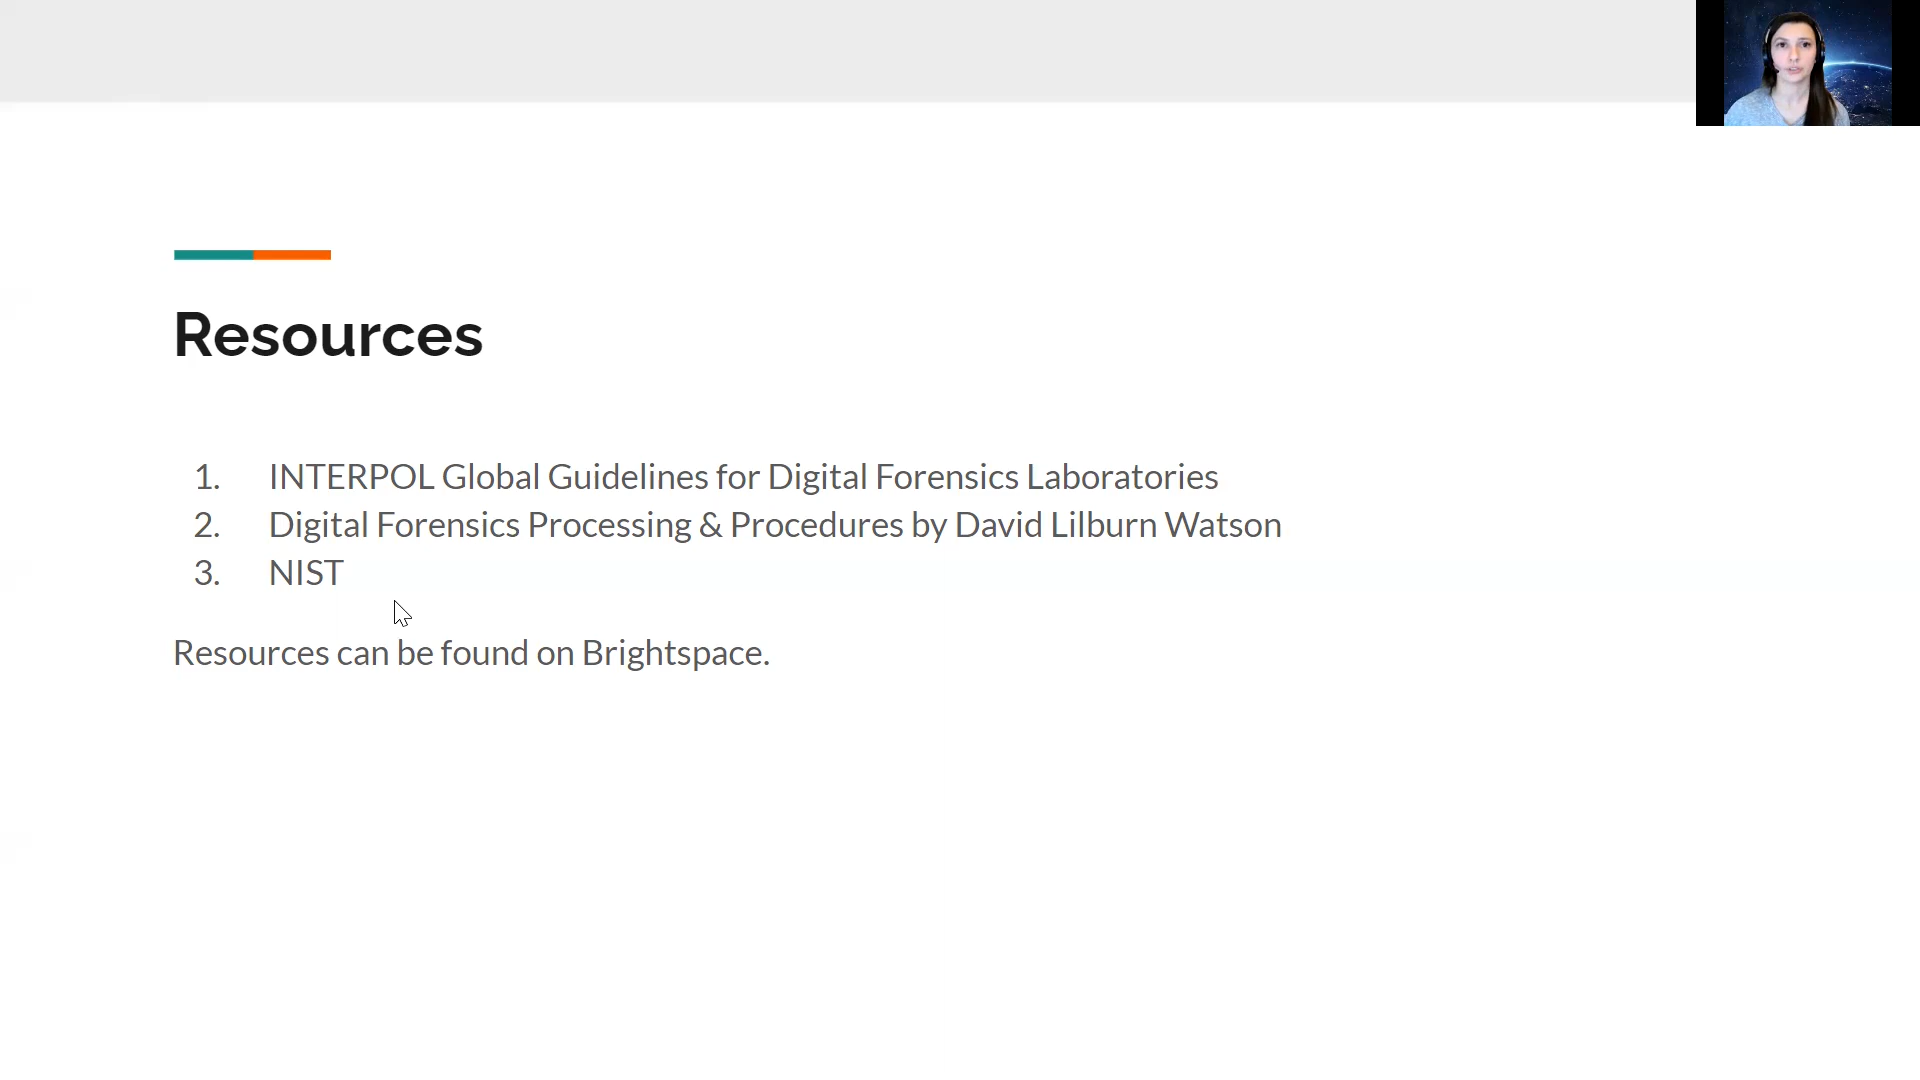 Resources
1. INTERPOL Global Guidelines for Digital Forensics Laboratories
2. Digital Forensics Processing & Procedures by David Lilburn Watson
3. NIST
Resources can be found on Brightspace.